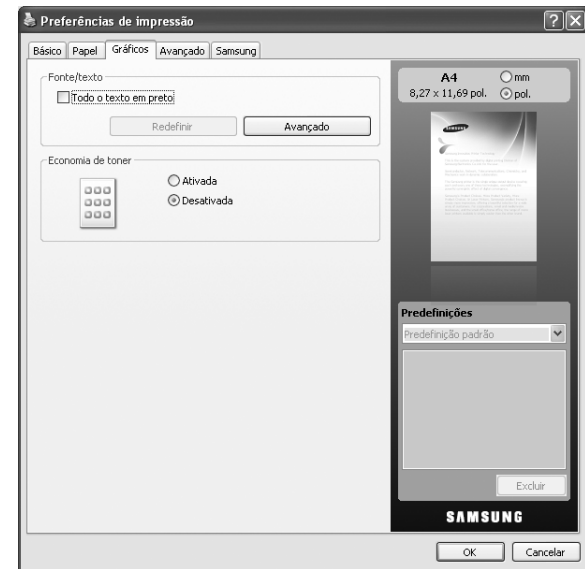 Preferências de impressão
Básico Papel Gráficos Avançado Samsung
Fonte/texto
Todo o texto em preto
Redefinir Avançado
Economia de toner
Ativada
Desativada
A4
8,27 x 11,69 pol.
mm
pol.
SAMSUNG
Predefinições
Predefinição padrão
Excluir
SAMSUNG
OK Cancelar